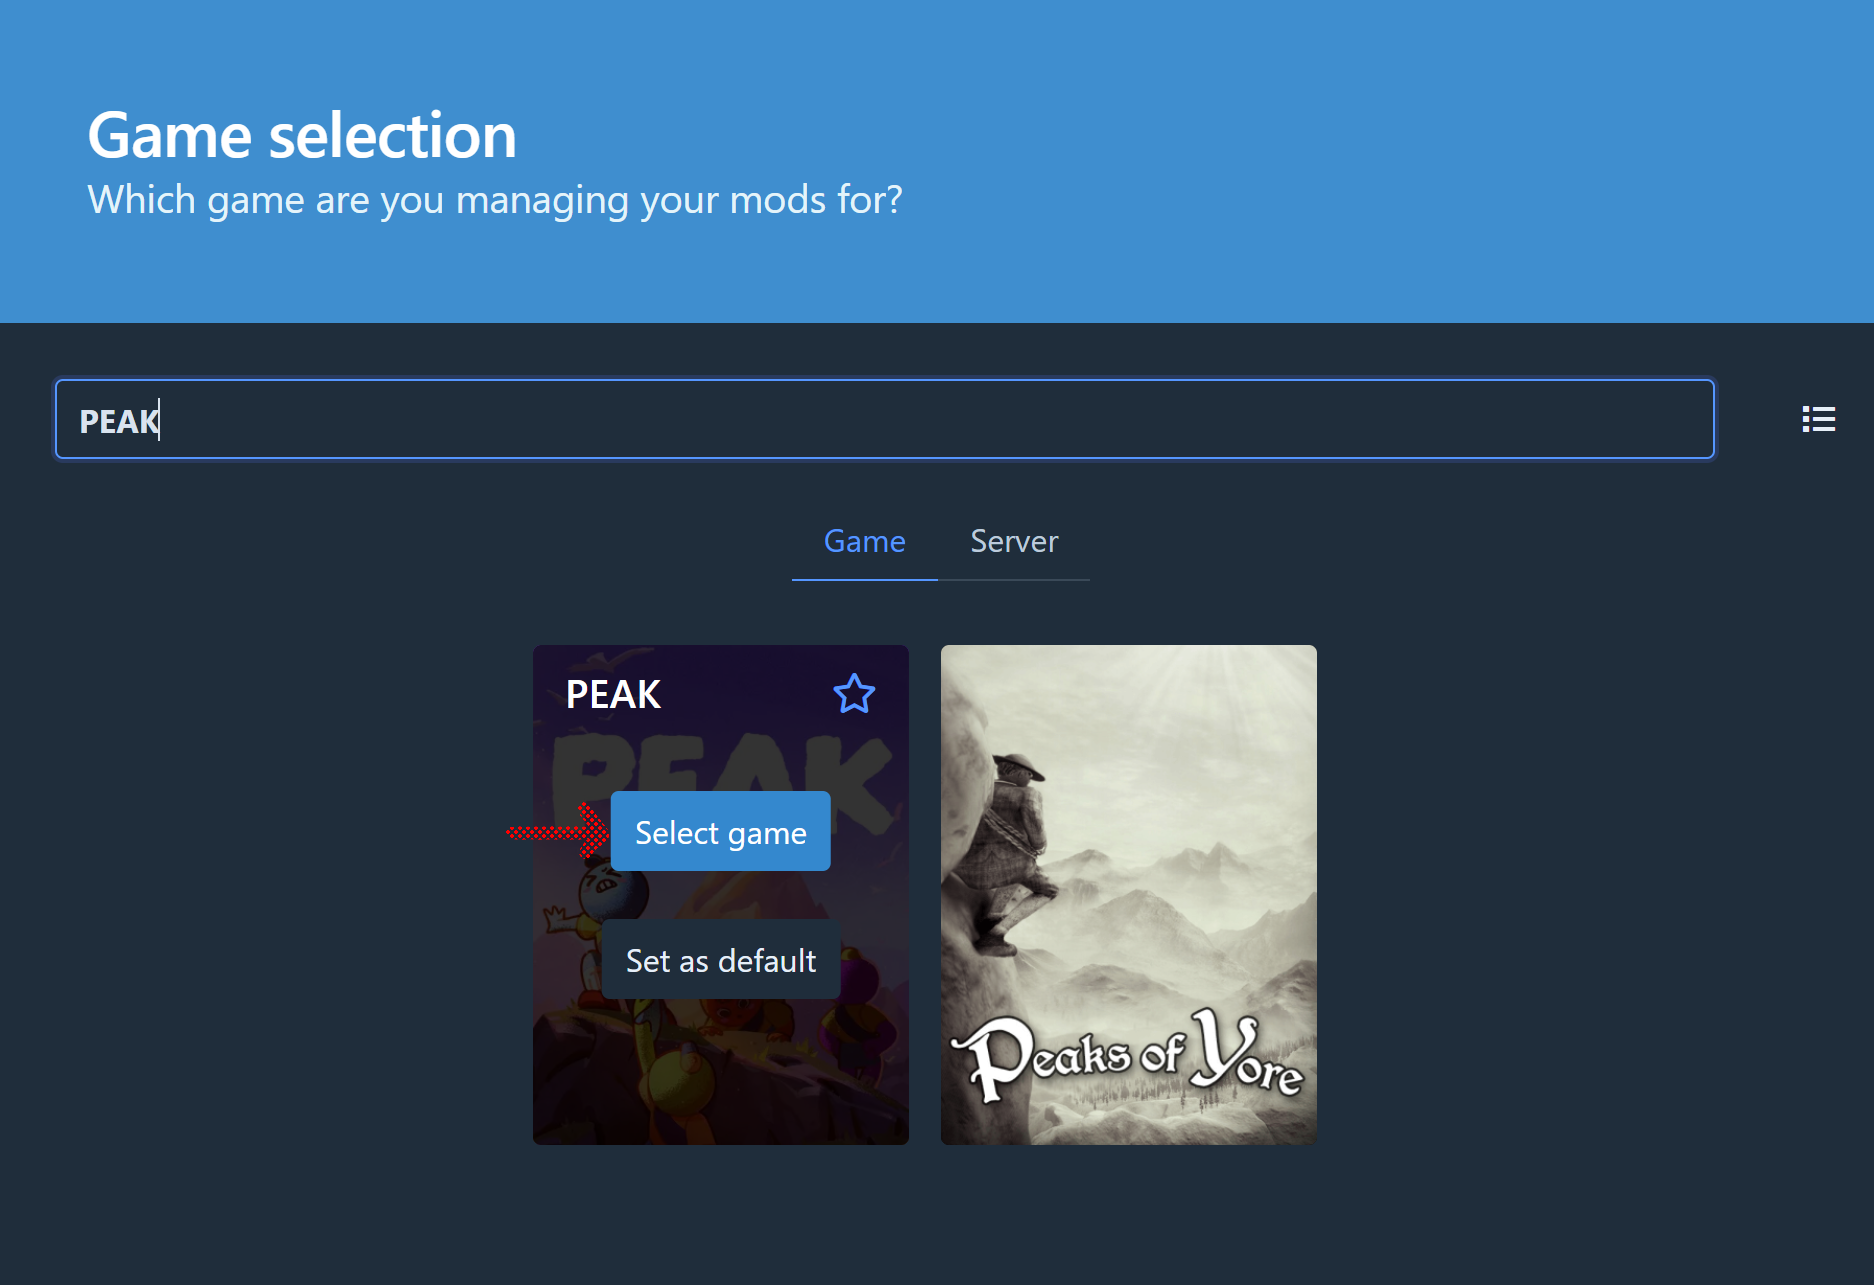 Game selection
Which game are you managing your mods for?
PEAK
Game Server
PEAK
PEAK
Select game
Set as default
Peaks of Yore